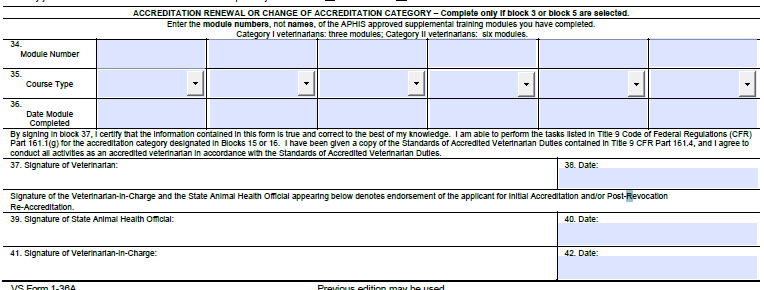 ACCREDITATION RENEWAL OR CHANGE OF ACCREDITATION CATEGORY – Complete only if block 3 or block 5 are selected.
Enter the module numbers, not names, of the APHIS approved supplemental training modules you have completed.
Category I veterinarians: three modules; Category II veterinarians: six modules.
34.
Module Number
35.
Course Type
36.
Date Module
Completed
By signing in block 37, I certify that the information contained in this form is true and correct to the best of my knowledge. I am able to perform the tasks listed in Title 9 Code of Federal Regulations (CFR)
Part 161.1(g) for the accreditation category designated in Blocks 15 or 16. I have been given a copy of the Standards of Accredited Veterinarian Duties contained in Title 9 CFR Part 161.4, and I agree to
conduct all activities as an accredited veterinarian in accordance with the Standards of Accredited Veterinarian Duties.
37. Signature of Veterinarian:
38. Date:
Signature of the Veterinarian-in-Charge and the State Animal Health Official appearing below denotes endorsement of the applicant for Initial Accreditation and/or Post-Revocation
Re-Accreditation.
39. Signature of State Animal Health Official:
40. Date:
41. Signature of Veterinarian-in-Charge:
42. Date:
VS Form 1-36A
Previous edition may be used